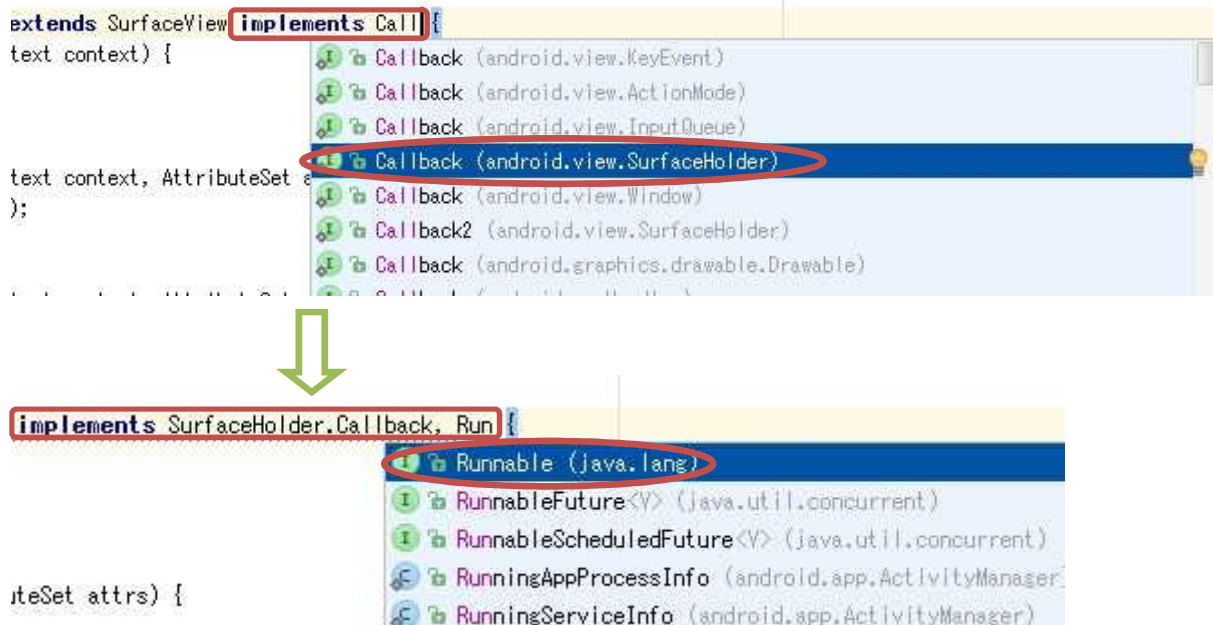 extends SurfaceView implements Call {
text context) {
Callback (android.view.KeyEvent)
Callback (android.view.ActionMode)
Callback (android.view.InputQueue)
Callback (android.view.SurfaceHolder)
text context, AttributeSet
Callback (android.view.Window)
);
Callback2 (android.view.SurfaceHolder)
Callback (android.graphics.drawable.Drawable)
implements SurfaceHolder.Callback, Run {
Runnable (java.lang)
RunnableFuture<V> (java.util.concurrent)
RunnableScheduledFuture<V> (java.util.concurrent)
RunningAppProcessInfo (android.app.ActivityManager)
uteSet attrs) {
RunningServiceInfo (android.app.ActivityManager)